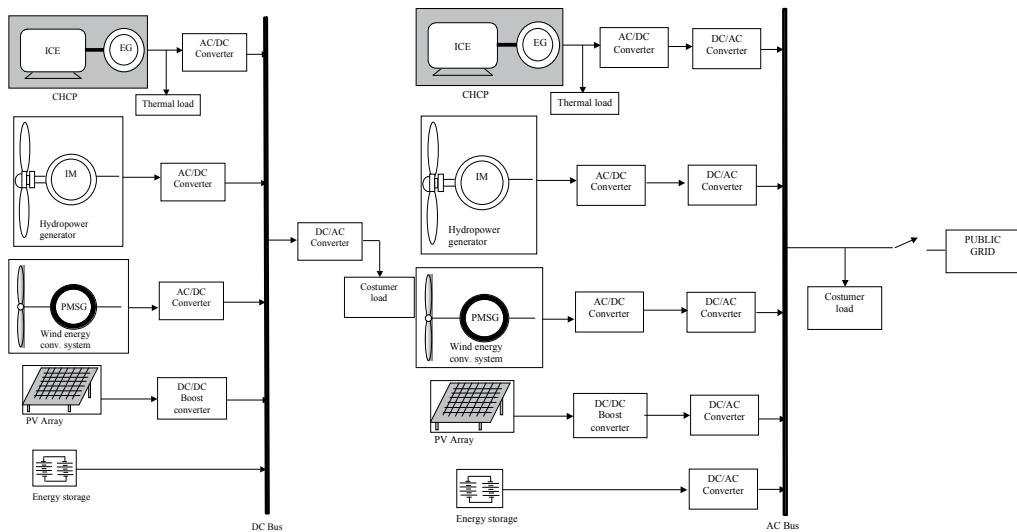 ICE
EG
AC/DC
Converter
CHCP
Thermal load
IM
AC/DC
Converter
Hydropower
generator
DC/AC
Converter
Costumer
load
PMSG
AC/DC
Converter
Wind energy
conv. system
DC/DC
Boost
converter
PV Array
Energy storage
DC Bus
ICE
EG
AC/DC
Converter
DC/AC
Converter
CHCP
Thermal load
IM
AC/DC
Converter
DC/AC
Converter
Hydropower
generator
PUBLIC
GRID
Costumer
load
PMSG
AC/DC
Converter
DC/AC
Converter
Wind energy
conv. system
DC/DC
Boost
converter
DC/AC
Converter
PV Array
DC/AC
Converter
Energy storage
AC Bus